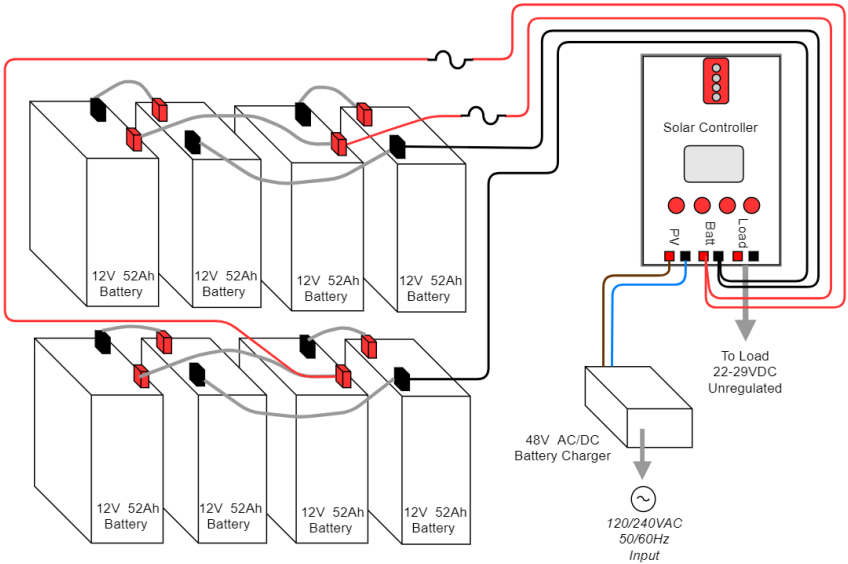 Solar Controller
PV
Batt
Load
12V 52Ah
Battery
12V 52Ah
Battery
12V 52Ah
Battery
12V 52Ah
Battery
To Load
22-29VDC
Unregulated
48V AC/DC
Battery Charger
12V 52Ah
Battery
12V 52Ah
Battery
12V 52Ah
Battery
12V 52Ah
Battery
120/240VAC
50/60Hz
Input